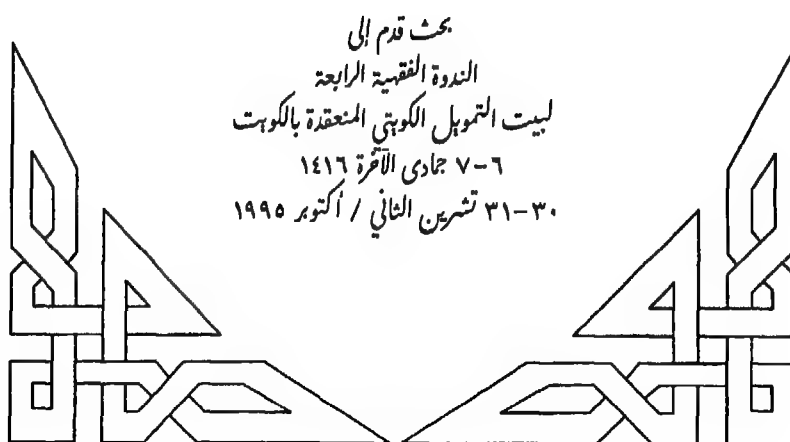 بحث قدم إلى
الندوة الفقهية الرابعة
لبيت التمويل الكويتي المنعقدة بالكويت
٦-٧ جمادى الآخرة ١٤١٦
٣٠-٣١ تشرين الثاني / أكتوبر ١٩٩٥